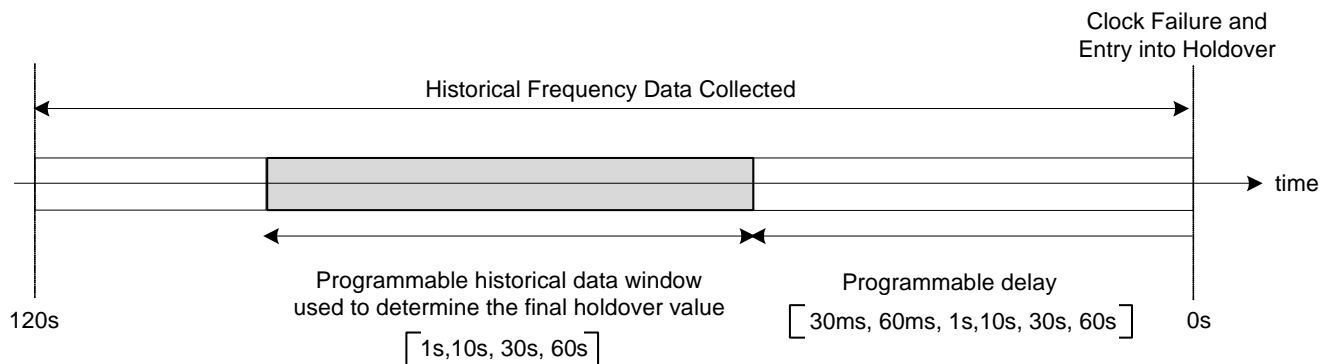 Clock Failure and
Entry into Holdover
Historical Frequency Data Collected
time
Programmable historical data window
used to determine the final holdover value
[1s,10s, 30s, 60s]
Programmable delay
[30ms, 60ms, 1s,10s, 30s, 60s]
120s
0s